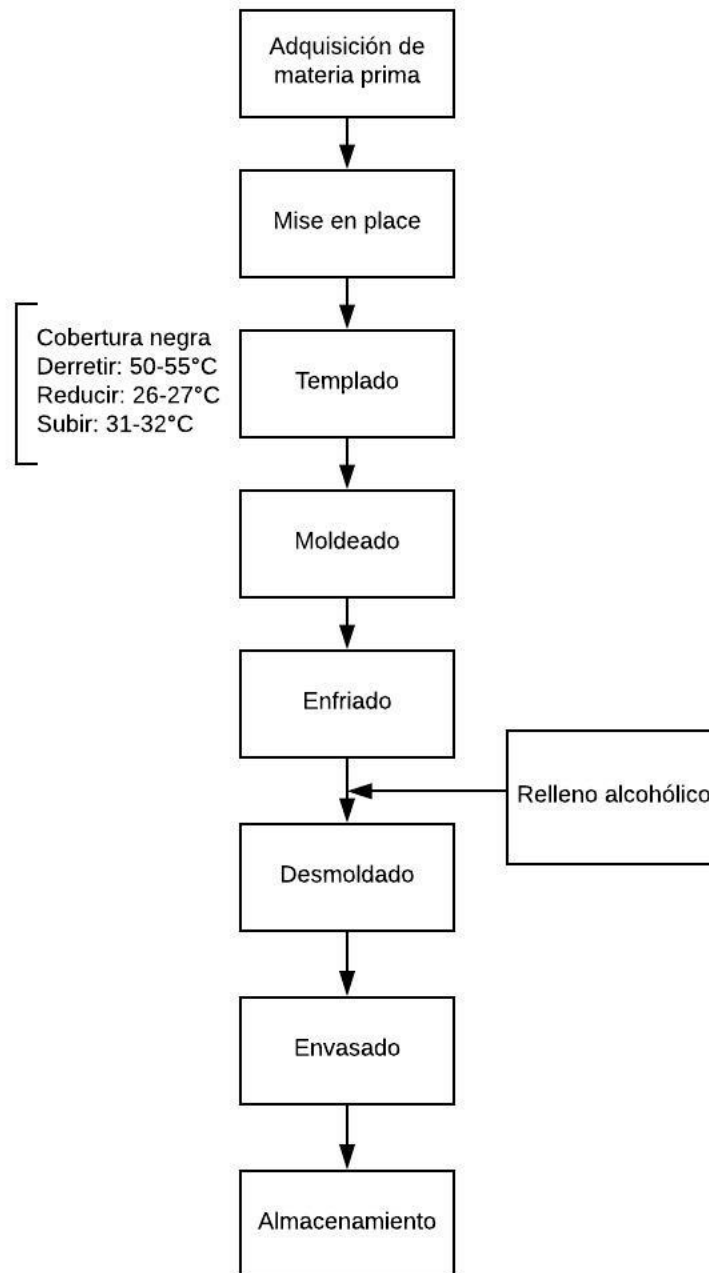 Adquisición de
materia prima
Mise en place
Cobertura negra
Derretir: 50-55°C
Reducir: 26-27°C
Subir: 31-32°C
Templado
Moldeado
Enfriado
Relleno alcohólico
Desmoldado
Envasado
Almacenamiento